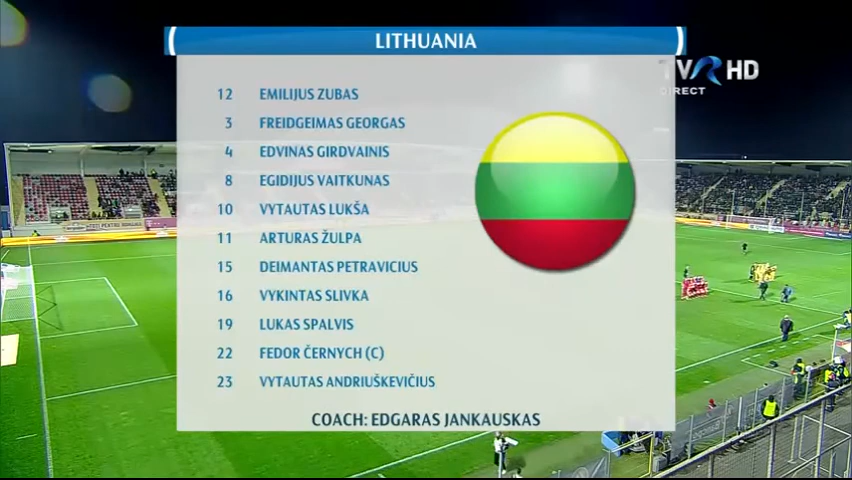 LITHUANIA
TVR HD
DIRECT
12 EMILIJUS ZUBAS
3 FREIDGEIMAS GEORGAS
4 EDVINAS GIRDVAINIS
8 EGIDIJUS VAITKUNAS
10 VYTAUTAS LUKŠA
11 ARTURAS ŽULPA
15 DEIMANTAS PETRAVICIUS
16 VYKINTAS SLIVKA
19 LUKAS SPALVIS
22 FEDOR ČERNYCH (C)
23 VYTAUTAS ANDRIUŠKEVIČIUS
COACH: EDGARAS JANKAUSKAS